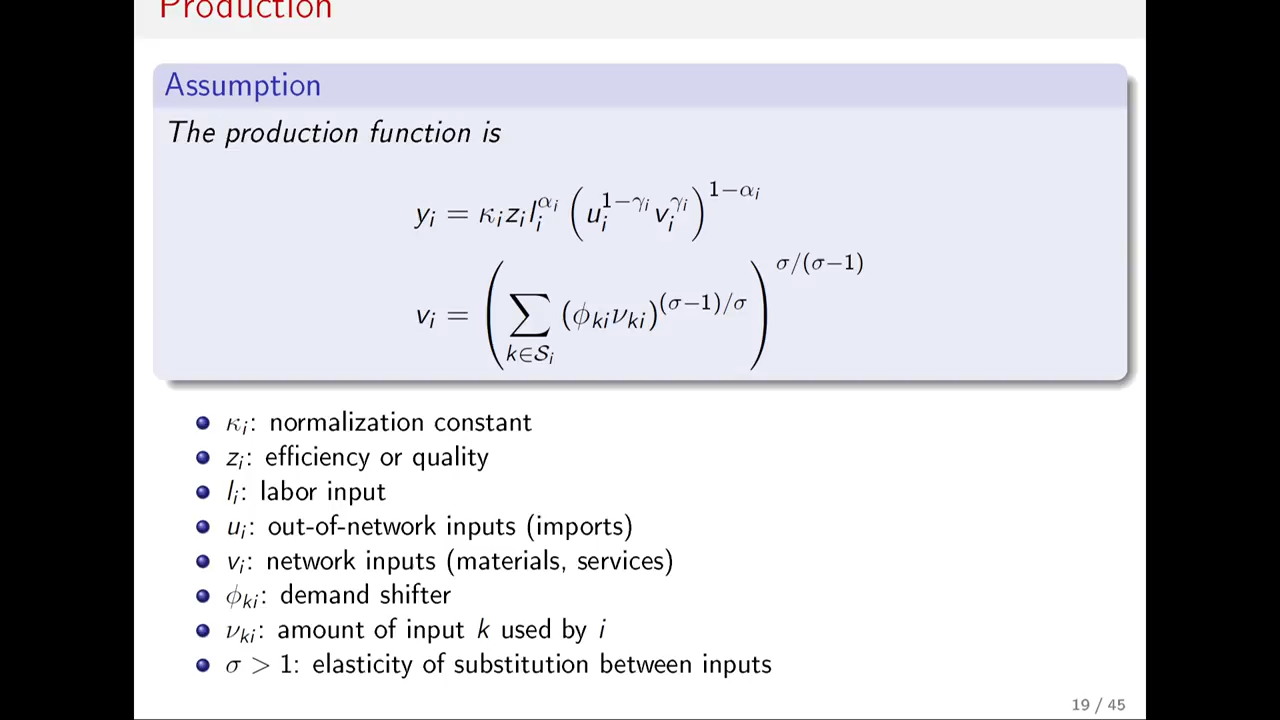 Production
Assumption
The production function is
y_i = κ_i z_i l_i^{α_i} (u_i^{1−γ_i} v_i^{γ_i})^{1−α_i}
v_i = (∑_{k∈𝒮_i} (ϕ_{ki} ν_{ki})^{(σ−1)/σ})^{σ/(σ−1)}
κ_i: normalization constant
z_i: efficiency or quality
l_i: labor input
u_i: out-of-network inputs (imports)
v_i: network inputs (materials, services)
ϕ_{ki}: demand shifter
ν_{ki}: amount of input k used by i
σ > 1: elasticity of substitution between inputs
19 / 45